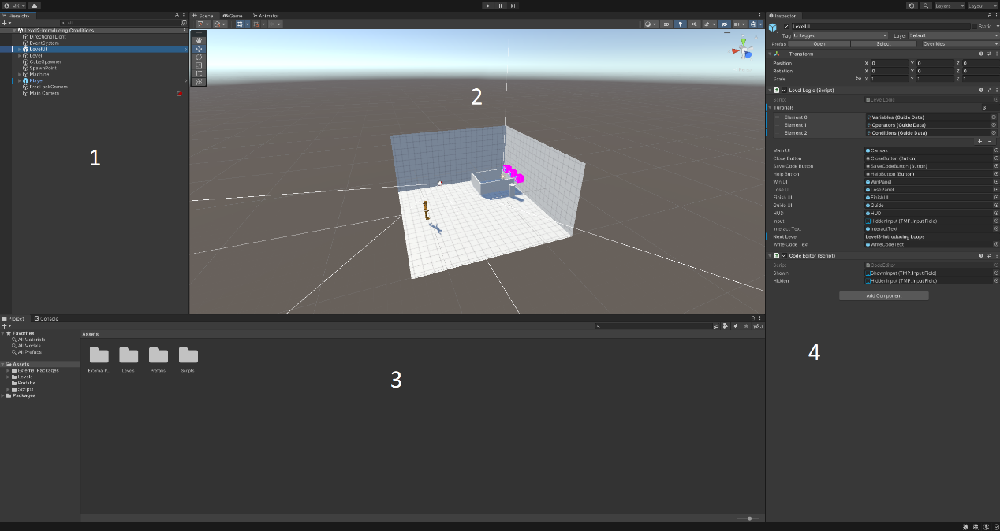 MK
Layers
Layout
Hierarchy
All
Level2-Introducing Conditions
Directional Light
EventSystem
LevelUI
Level
CubeSpawner
SpawnPoint
Machine
Player
FreeLookCamera
Main Camera
1
Scene
Game
Animator
2D
2
Project
Console
Favorites
All Materials
All Models
All Prefabs
Assets
External Packages
Levels
Prefabs
Scripts
Packages
Assets
External P...
Levels
Prefabs
Scripts
3
3
Inspector
LevelUI
Static
Tag Untagged Layer Default
Prefab Open Select Overrides
Transform
Position X 0 Y 0 Z 0
Rotation X 0 Y 0 Z 0
Scale X 1 Y 1 Z 1
Level Logic (Script)
Script LevelLogic
Turorials 3
Element 0 Variables (Guide Data)
Element 1 Operators (Guide Data)
Element 2 Conditions (Guide Data)
Main UI Canvas
Close Button CloseButton (Button)
Save Code Button SaveCodeButton (Button)
Help Button HelpButton (Button)
Win UI WinPanel
Lose UI LosePanel
Finish UI FinishUI
Guide UI Guide
HUD HUD
Input HiddenInput (TMP_Input Field)
Interact Text InteractText
Next Level Level3-Introducing Loops
Write Code Text WriteCodeText
Code Editor (Script)
Script CodeEditor
Shown ShownInput (TMP_Input Field)
Hidden HiddenInput (TMP_Input Field)
Add Component
4